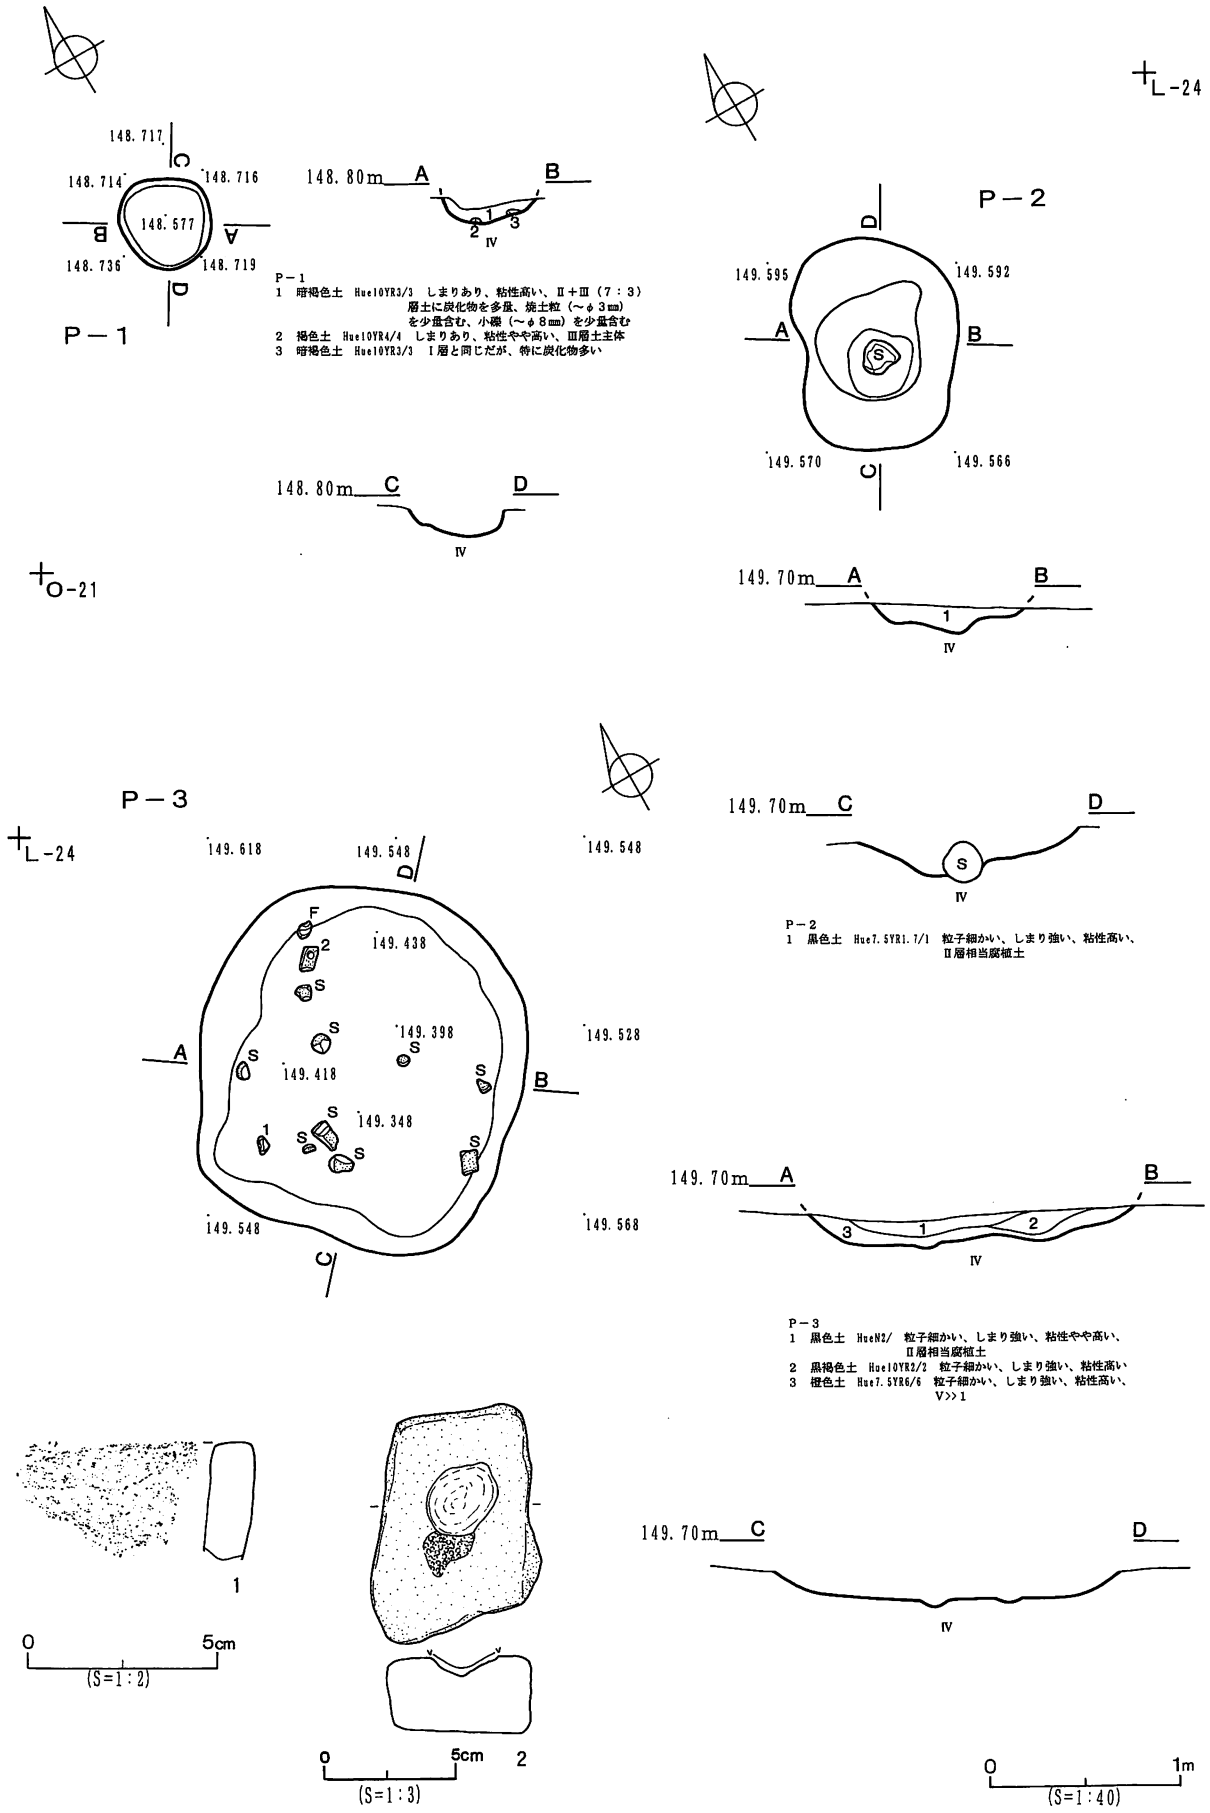 L-24
148.717
C
148.714
148.716
148.577
B
A
148.736
148.719
D
P-1
148.80m
A
B
1
2
3
Ⅳ
P-1
1 暗褐色土 Hue10YR3/3 しまりあり、粘性高い、Ⅱ+Ⅲ(7:3)
層土に炭化物を多量、焼土粒(~φ3㎜)
を少量含む、小礫(~φ8㎜)を少量含む
2 褐色土 Hue10YR4/4 しまりあり、粘性やや高い、Ⅲ層土主体
3 暗褐色土 Hue10YR3/3 Ⅰ層と同じだが、特に炭化物多い
148.80m
C
D
Ⅳ
O-21
P-2
D
149.595
149.592
A
B
S
149.570
149.566
C
149.70m
A
B
1
Ⅳ
149.70m
C
D
S
Ⅳ
P-2
1 黒色土 Hue7.5YR1.7/1 粒子細かい、しまり強い、粘性高い、
Ⅱ層相当腐植土
P-3
L-24
149.618
149.548
149.548
D
F
2
149.438
S
S
149.398
149.528
S
A
S
149.418
S
B
S
149.348
1
S
S
S
149.548
149.568
C
149.70m
A
B
3
1
2
Ⅳ
P-3
1 黒色土 HueN2/ 粒子細かい、しまり強い、粘性やや高い、
Ⅱ層相当腐植土
2 黒褐色土 Hue10YR2/2 粒子細かい、しまり強い、粘性高い
3 橙色土 Hue7.5YR6/6 粒子細かい、しまり強い、粘性高い、
Ⅴ>>1
149.70m
C
D
Ⅳ
1
0
5cm
(S=1:2)
0
5cm
2
(S=1:3)
0
1m
(S=1:40)